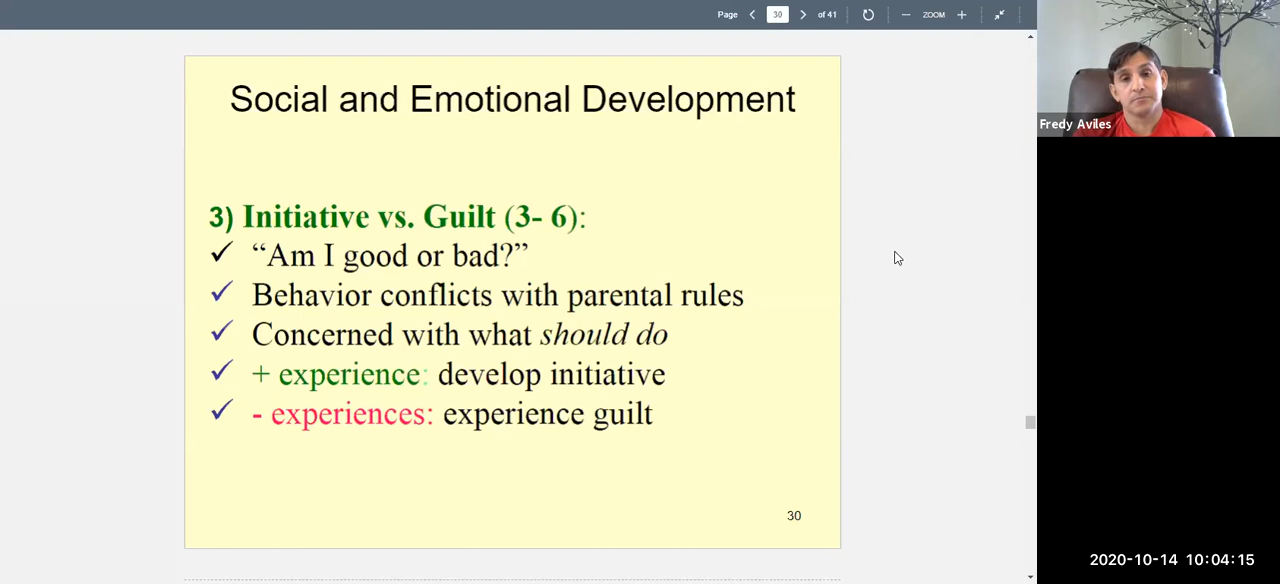 Page 30 of 41 ZOOM
Fredy Aviles
Social and Emotional Development
3) Initiative vs. Guilt (3- 6):
✓ “Am I good or bad?”
✓ Behavior conflicts with parental rules
✓ Concerned with what should do
✓ + experience: develop initiative
✓ - experiences: experience guilt
30
2020-10-14 10:04:15